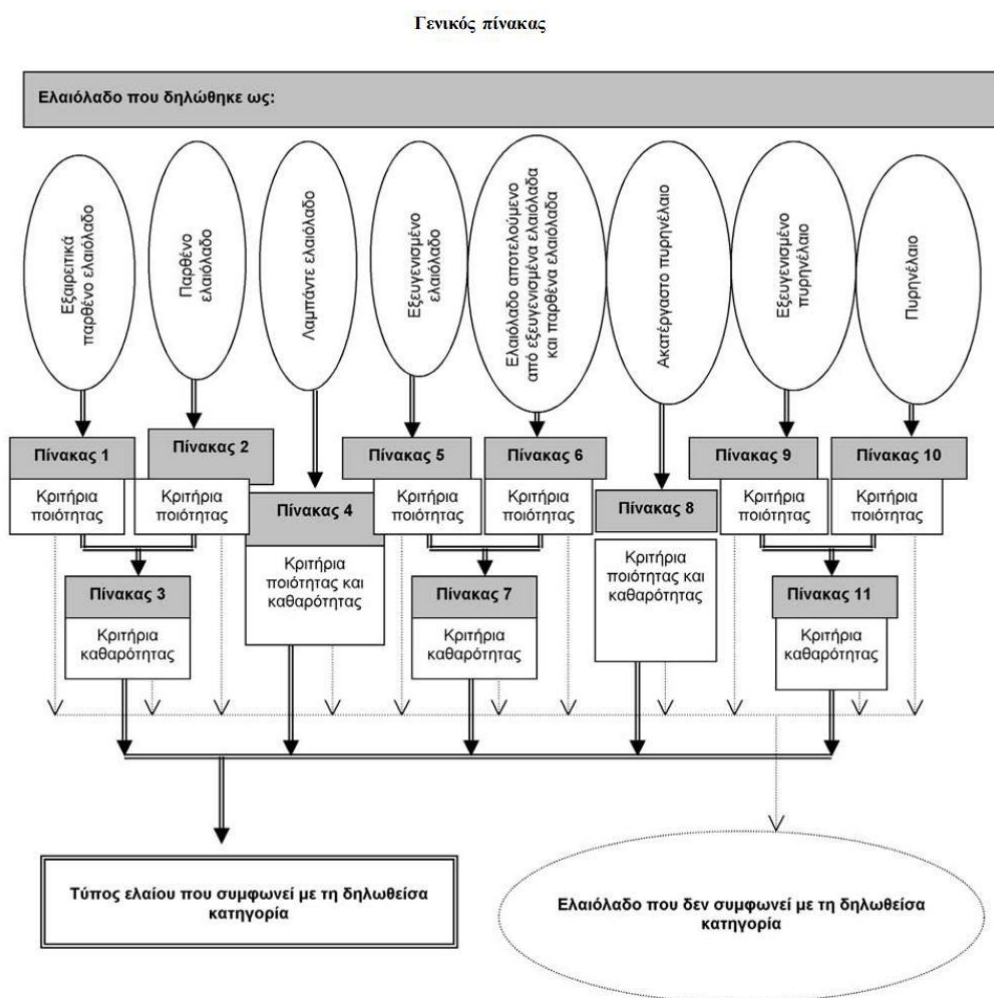 Γενικός πίνακας
Ελαιόλαδο που δηλώθηκε ως:
Εξαιρετικά
παρθένο ελαιόλαδο
Παρθένο
ελαιόλαδο
Λαμπάντε ελαιόλαδο
Εξευγενισμένο
ελαιόλαδο
Ελαιόλαδο αποτελούμενο
από εξευγενισμένα ελαιόλαδα
και παρθένα ελαιόλαδα
Ακατέργαστο πυρηνέλαιο
Εξευγενισμένο
πυρηνέλαιο
Πυρηνέλαιο
Πίνακας 1
Κριτήρια
ποιότητας
Πίνακας 2
Κριτήρια
ποιότητας
Πίνακας 3
Κριτήρια
καθαρότητας
Πίνακας 4
Κριτήρια
ποιότητας και
καθαρότητας
Πίνακας 5
Κριτήρια
ποιότητας
Πίνακας 6
Κριτήρια
ποιότητας
Πίνακας 7
Κριτήρια
καθαρότητας
Πίνακας 8
Κριτήρια
ποιότητας και
καθαρότητας
Πίνακας 9
Κριτήρια
ποιότητας
Πίνακας 10
Κριτήρια
ποιότητας
Πίνακας 11
Κριτήρια
καθαρότητας
Τύπος ελαίου που συμφωνεί με τη δηλωθείσα
κατηγορία
Ελαιόλαδο που δεν συμφωνεί με τη δηλωθείσα
κατηγορία